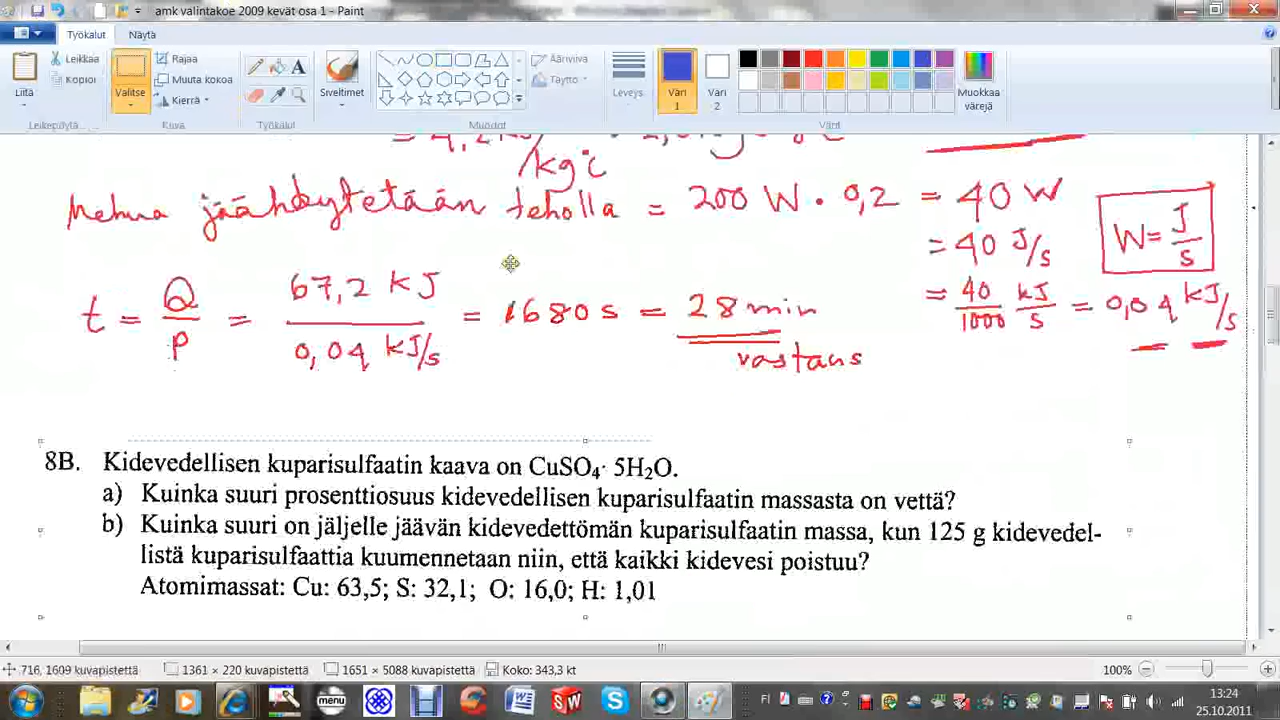 amk valintakoe 2009 kevät osa 1 - Paint
Työkalut Näytä
Liitä
Leikkaa
Kopioi
Leikepöytä...
Valitse
Rajaa
Muuta kokoa
Kierrä
Kuva
A
Työkalut
Siveltimet
Ääriviiva
Täyttö
Muodot
Leveys
Väri 1
Väri 2
Muokkaa värejä
Värit
/kg°C
Mehua jäähdytetään teholla = 200 W · 0,2 = 40 W
= 40 J/s
W = J/s
t = Q/P = 67,2 kJ / 0,04 kJ/s = 1680 s = 28 min
= 40/1000 kJ/s = 0,04 kJ/s
vastaus
8B. Kidevedellisen kuparisulfaatin kaava on CuSO₄· 5H₂O.
a) Kuinka suuri prosenttiosuus kidevedellisen kuparisulfaatin massasta on vettä?
b) Kuinka suuri on jäljelle jäävän kidevedettömän kuparisulfaatin massa, kun 125 g kidevedel-
listä kuparisulfaattia kuumennetaan niin, että kaikki kidevesi poistuu?
Atomimassat: Cu: 63,5; S: 32,1; O: 16,0; H: 1,01
716, 1609 kuvapistettä 1361 × 220 kuvapistettä 1651 × 5088 kuvapistettä Koko: 343,3 kt 100%
menu
FI
13:24
25.10.2011